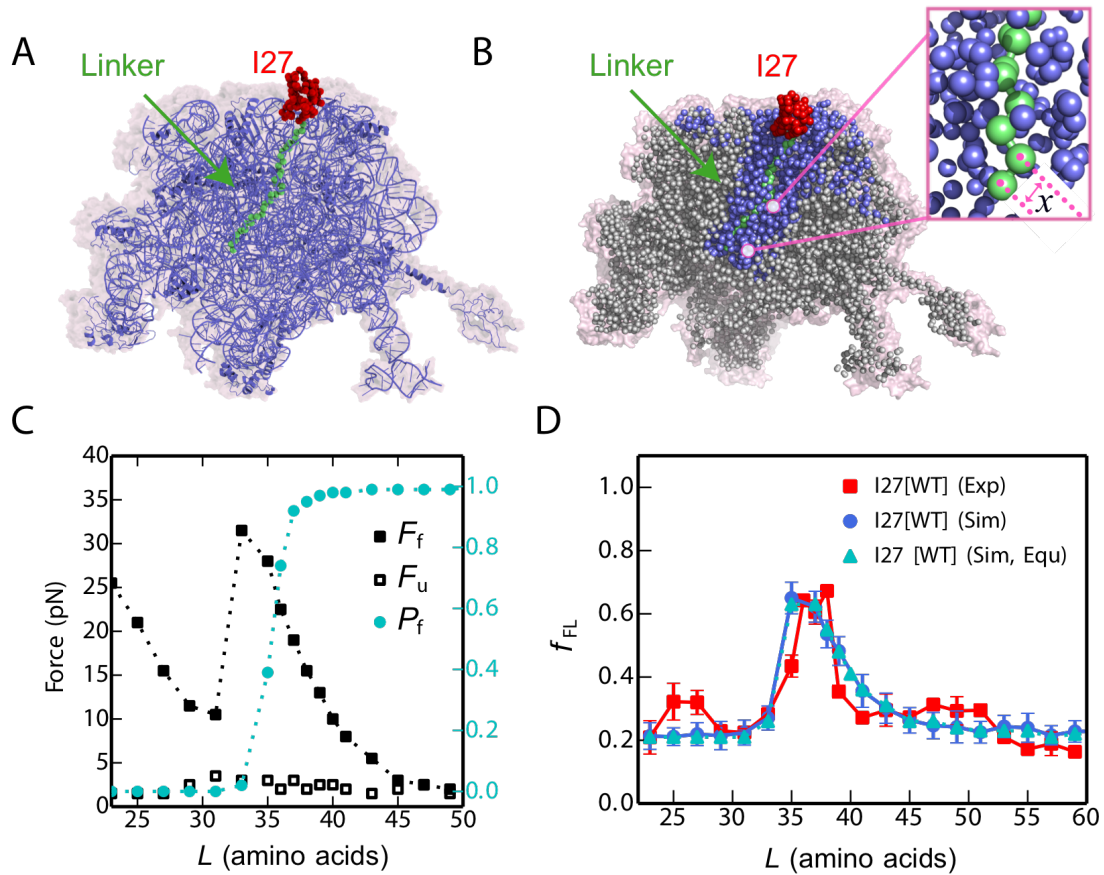 A
Linker
I27
B
Linker
I27
x
C
40
35
30
25
20
15
10
5
0
Force (pN)
1.0
0.8
0.6
0.4
0.2
0.0
Ff
Fu
Pf
25 30 35 40 45 50
L (amino acids)
D
1.0
0.8
0.6
0.4
0.2
0.0
fFL
I27[WT] (Exp)
I27[WT] (Sim)
I27 [WT] (Sim, Equ)
25 30 35 40 45 50 55 60
L (amino acids)